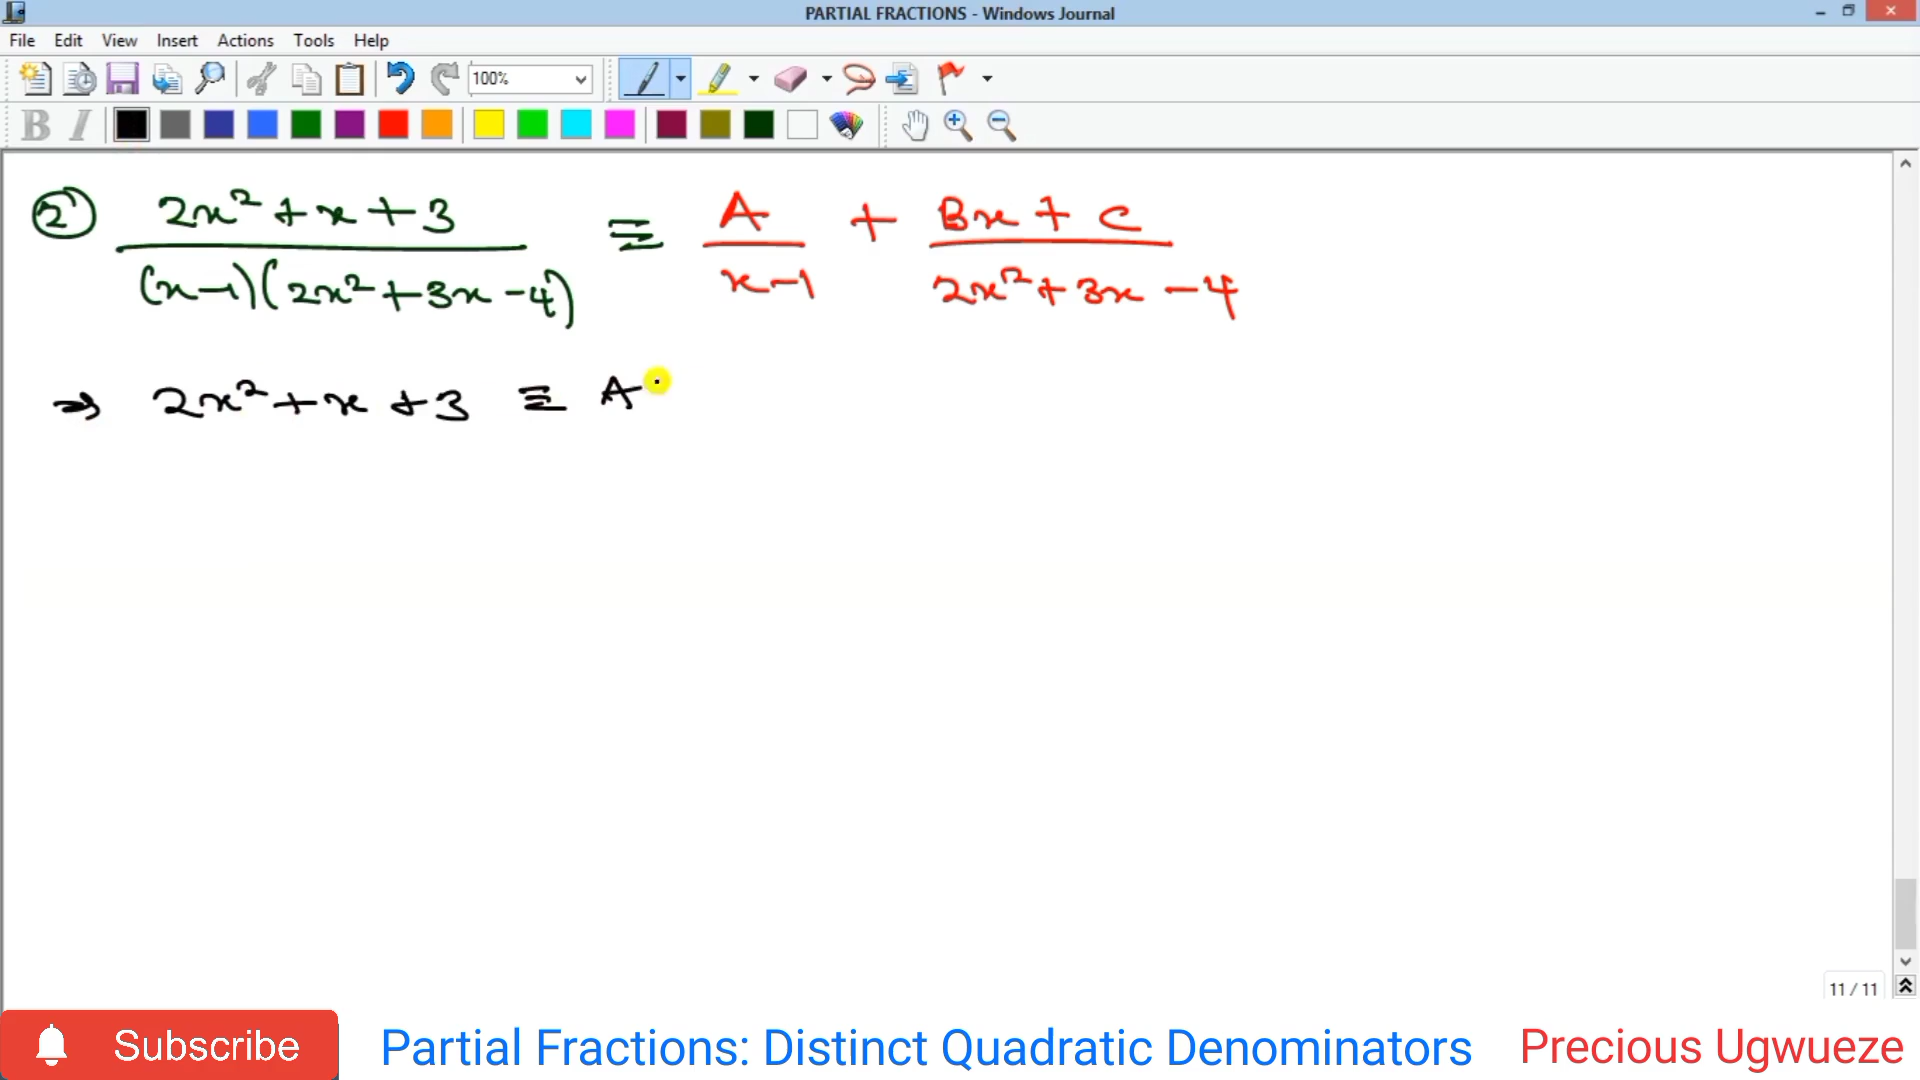 PARTIAL FRACTIONS - Windows Journal
File Edit View Insert Actions Tools Help
100%
B I
② (2x² + x + 3) / ((x-1)(2x² + 3x - 4)) ≡ A / (x-1) + (Bx + C) / (2x² + 3x - 4)
⇒ 2x² + x + 3 ≡ A
11 / 11
Subscribe Partial Fractions: Distinct Quadratic Denominators Precious Ugwueze